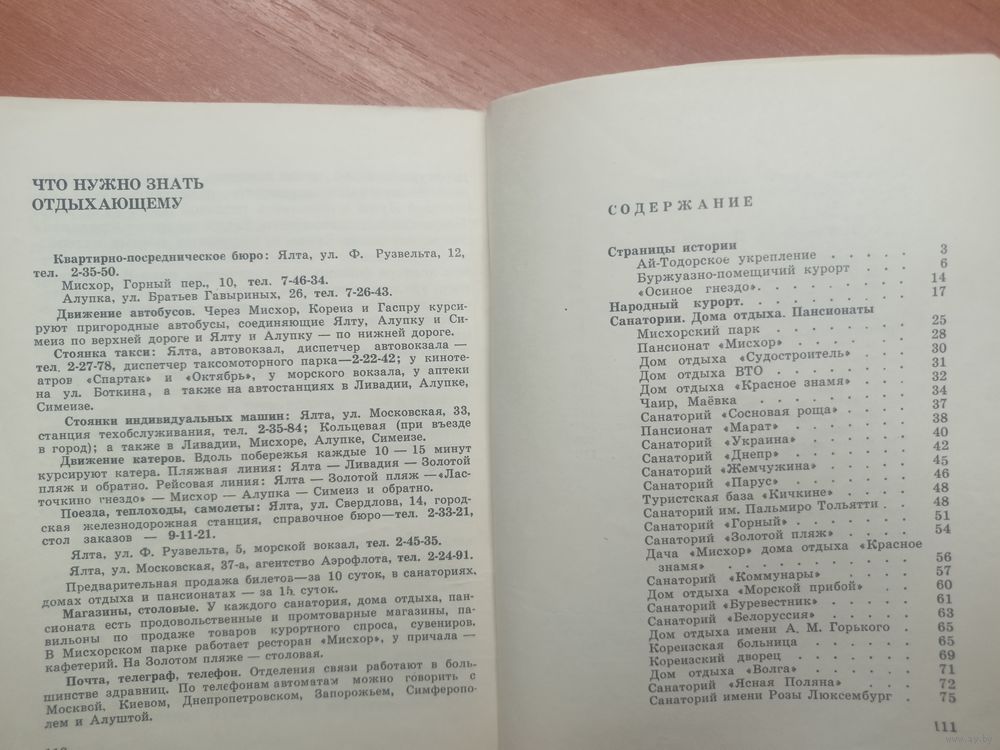 ЧТО НУЖНО ЗНАТЬ
ОТДЫХАЮЩЕМУ
Квартирно-посредническое бюро: Ялта, ул. Ф. Рузвельта, 12,
тел. 2-35-50.
Мисхор, Горный пер., 10, тел. 7-46-34.
Алупка, ул. Братьев Гавыриных, 26, тел. 7-26-43.
Движение автобусов. Через Мисхор, Кореиз и Гаспру курси-
руют пригородные автобусы, соединяющие Ялту, Алупку и Си-
меиз по верхней дороге и Ялту и Алупку — по нижней дороге.
Стоянка такси: Ялта, автовокзал, диспетчер автовокзала —
тел. 2-27-78, диспетчер таксомоторного парка—2-22-42; у киноте-
атров «Спартак» и «Октябрь», у морского вокзала, у аптеки
на ул. Боткина, а также на автостанциях в Ливадии, Алупке,
Симеизе.
Стоянки индивидуальных машин: Ялта, ул. Московская, 33,
станция техобслуживания, тел. 2-35-84; Кольцевая (при въезде
в город); а также в Ливадии, Мисхоре, Алупке, Симеизе.
Движение катеров. Вдоль побережья каждые 10 — 15 минут
курсируют катера. Пляжная линия: Ялта — Ливадия — Золотой
пляж и обратно. Рейсовая линия: Ялта — Золотой пляж —«Лас-
точкино гнездо» — Мисхор — Алупка — Симеиз и обратно.
Поезда, теплоходы, самолеты: Ялта, ул. Свердлова, 14, город-
ская железнодорожная станция, справочное бюро—тел. 2-33-21,
стол заказов — 9-11-21.
Ялта, ул. Ф. Рузвельта, 5, морской вокзал, тел. 2-45-35.
Ялта, ул. Московская, 37-а, агентство Аэрофлота, тел. 2-24-91.
Предварительная продажа билетов—за 10 суток, в санаториях,
домах отдыха и пансионатах — за 15 суток.
Магазины, столовые. У каждого санатория, дома отдыха, пан-
сионата есть продовольственные и промтоварные магазины, па-
вильоны по продаже товаров курортного спроса, сувениров.
В Мисхорском парке работает ресторан «Мисхор», у причала —
кафетерий. На Золотом пляже — столовая.
Почта, телеграф, телефон. Отделения связи работают в боль-
шинстве здравниц. По телефонам-автоматам можно говорить с
Москвой, Киевом, Днепропетровском, Запорожьем, Симферопо-
лем и Алуштой.
СОДЕРЖАНИЕ
Страницы истории
Ай-Тодорское укрепление . . . . . 3
Буржуазно-помещичий курорт . . . 6
«Осиное гнездо» . . . . . . . . 14
Народный курорт . . . . . . . . . 17
Санатории. Дома отдыха. Пансионаты
Мисхорский парк . . . . . . . 25
Пансионат «Мисхор» . . . . . . 28
Дом отдыха «Судостроитель» . . . 30
Дом отдыха ВТО . . . . . . . 31
Дом отдыха «Красное знамя» . . . 32
Чаир, Маёвка . . . . . . . . 34
Санаторий «Сосновая роща» . . . . 37
Пансионат «Марат» . . . . . . 38
Санаторий «Украина» . . . . . 40
Санаторий «Днепр» . . . . . . 42
Санаторий «Жемчужина» . . . . 45
Санаторий «Парус» . . . . . . 46
Туристская база «Кичкине» . . . . 48
Санаторий им. Пальмиро Тольятти . . 48
Санаторий «Горный» . . . . . . 51
Санаторий «Золотой пляж» . . . . 54
Дача «Мисхор» дома отдыха «Красное
знамя» . . . . . . . . . 56
Санаторий «Коммунары» . . . . 57
Дом отдыха «Морской прибой» . . . 60
Санаторий «Буревестник» . . . . 61
Санаторий «Белоруссия» . . . . 63
Дом отдыха имени А. М. Горького . 65
Кореизская больница . . . . . 65
Кореизский дворец . . . . . . 69
Дом отдыха «Волга» . . . . . . 71
Санаторий «Ясная Поляна» . . . 72
Санаторий имени Розы Люксембург . 75
111